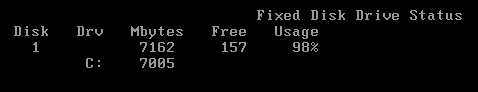 Fixed Disk Drive Status
Disk Drv Mbytes Free Usage
1 7162 157 98%
C: 7005